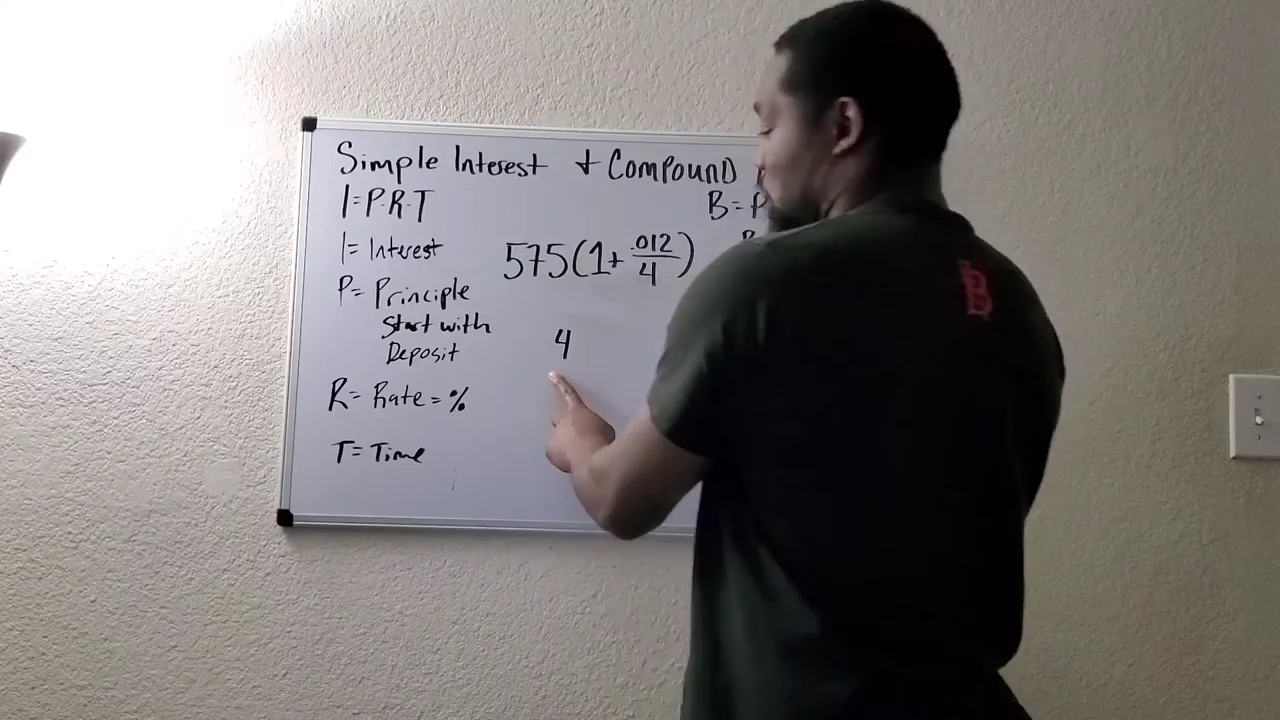 Simple Interest + Compound
I=P·R·T
B=P
I= Interest
575(1+ .012/4)
P= Principle
Start with
Deposit
4
R= Rate = %
T= Time
B